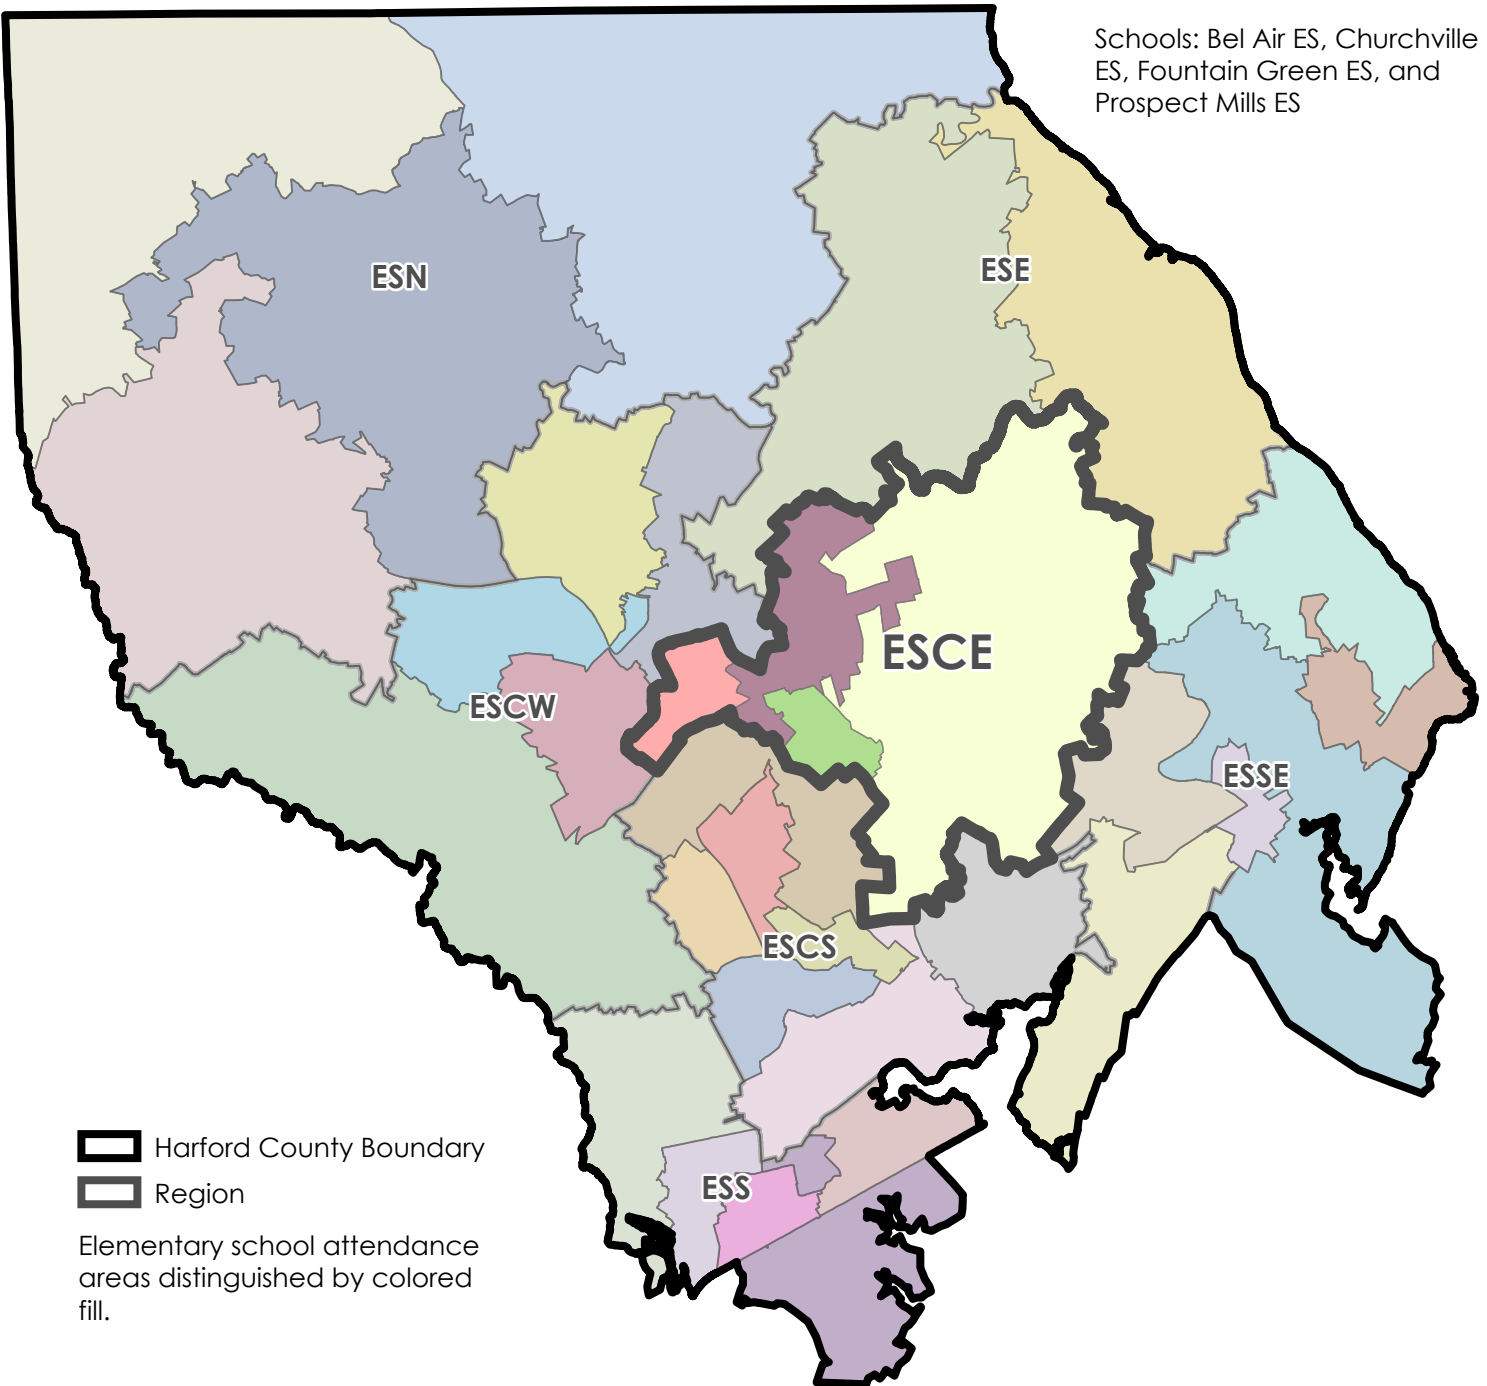 Schools: Bel Air ES, Churchville
ES, Fountain Green ES, and
Prospect Mills ES
ESN
ESE
ESCE
ESCW
ESSE
ESCS
ESS
Harford County Boundary
Region
Elementary school attendance
areas distinguished by colored
fill.